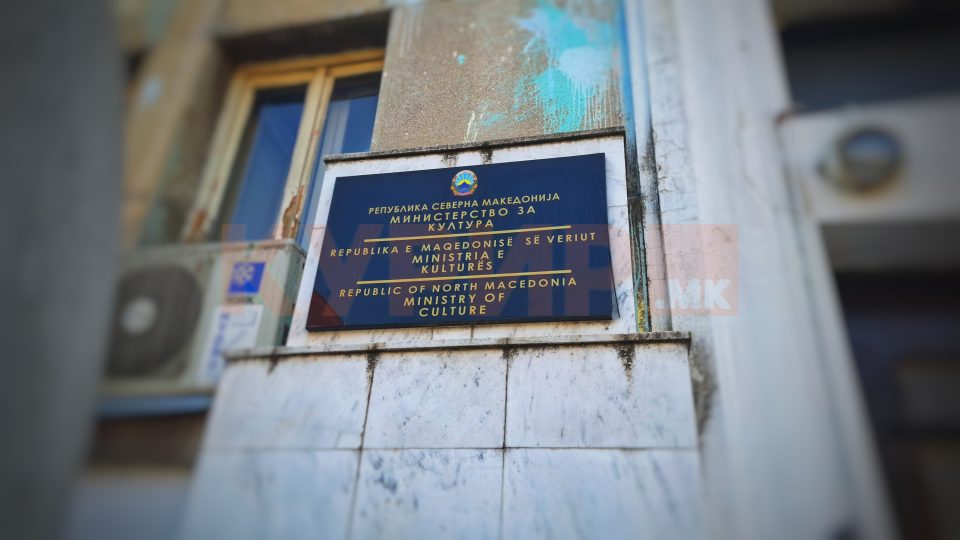 РЕПУБЛИКА СЕВЕРНА МАКЕДОНИЈА
МИНИСТЕРСТВО ЗА
КУЛТУРА
REPUBLIKA E MAQEDONISË SË VERIUT
MINISTRIA E
KULTURËS
REPUBLIC OF NORTH MACEDONIA
MINISTRY OF
CULTURE
.МК